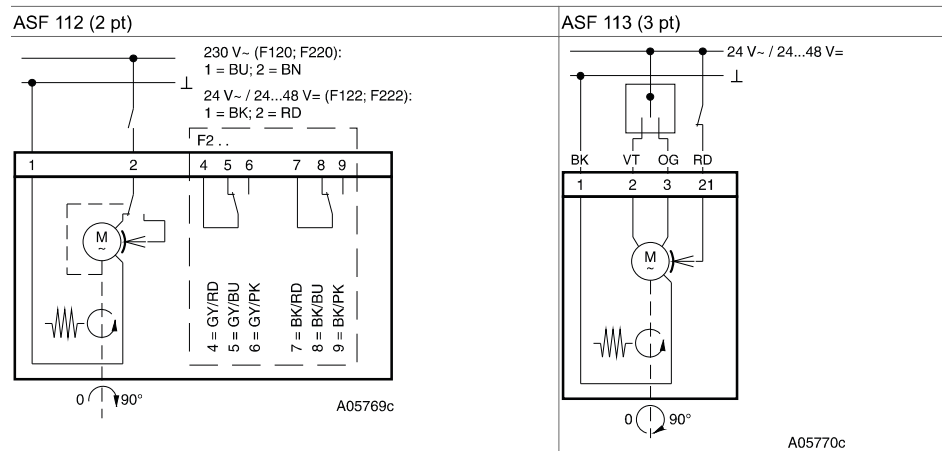 ASF 112 (2 pt)
230 V~ (F120; F220):
1 = BU; 2 = BN
⊥
24 V~ / 24...48 V= (F122; F222):
1 = BK; 2 = RD
F2 . .
1 2 4 5 6 7 8 9
M
~
4 = GY/RD
5 = GY/BU
6 = GY/PK
7 = BK/RD
8 = BK/BU
9 = BK/PK
0 90°
A05769c
ASF 113 (3 pt)
24 V~ / 24...48 V=
⊥
BK VT OG RD
1 2 3 21
M
~
0 90°
A05770c